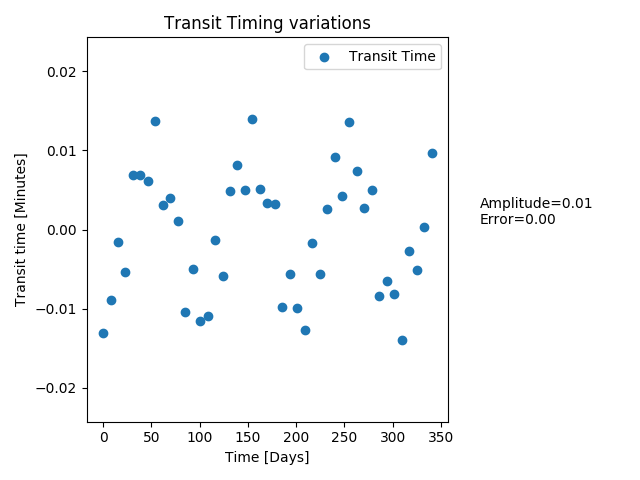 Transit Timing variations
Transit Time
0.02
0.01
0.00
−0.01
−0.02
Transit time [Minutes]
0 50 100 150 200 250 300 350
Time [Days]
Amplitude=0.01
Error=0.00